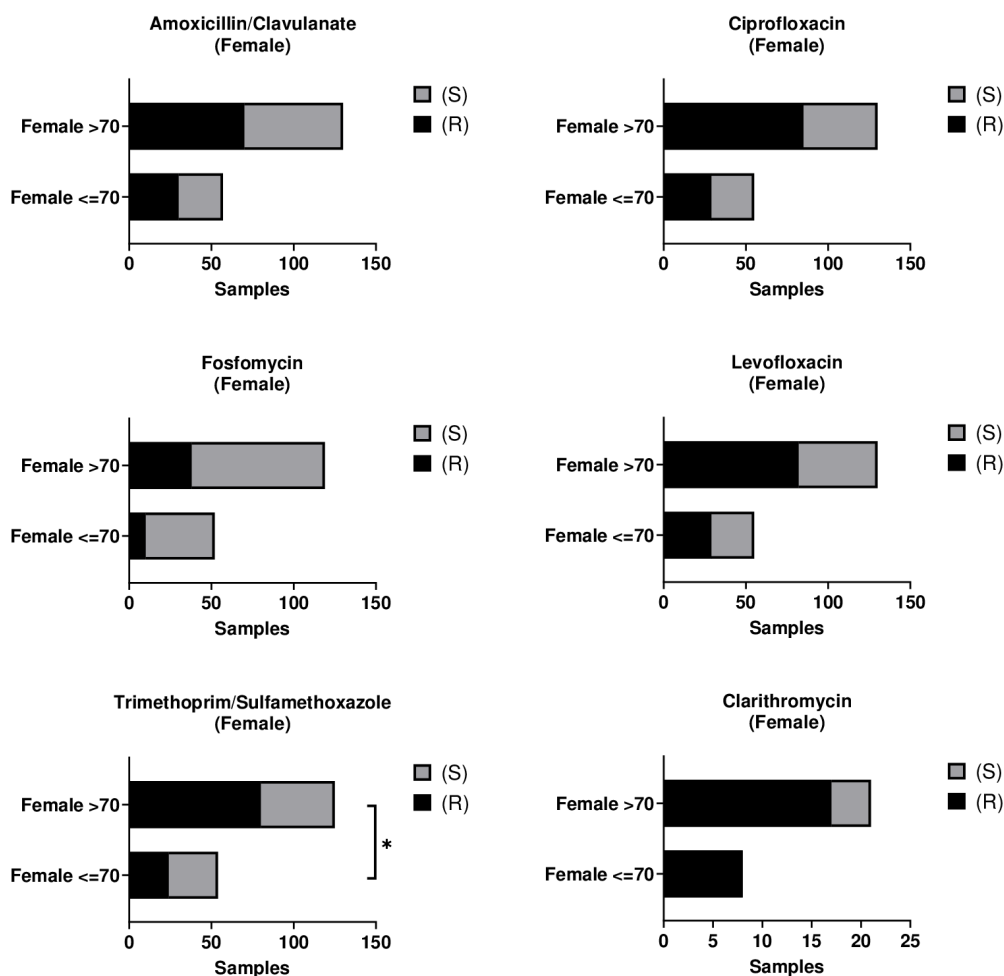 Amoxicillin/Clavulanate
(Female)
(S)
(R)
Female >70
Female <=70
0 50 100 150
Samples
Ciprofloxacin
(Female)
(S)
(R)
Female >70
Female <=70
0 50 100 150
Samples
Fosfomycin
(Female)
(S)
(R)
Female >70
Female <=70
0 50 100 150
Samples
Levofloxacin
(Female)
(S)
(R)
Female >70
Female <=70
0 50 100 150
Samples
Trimethoprim/Sulfamethoxazole
(Female)
(S)
(R)
Female >70
Female <=70
*
0 50 100 150
Samples
Clarithromycin
(Female)
(S)
(R)
Female >70
Female <=70
0 5 10 15 20 25
Samples